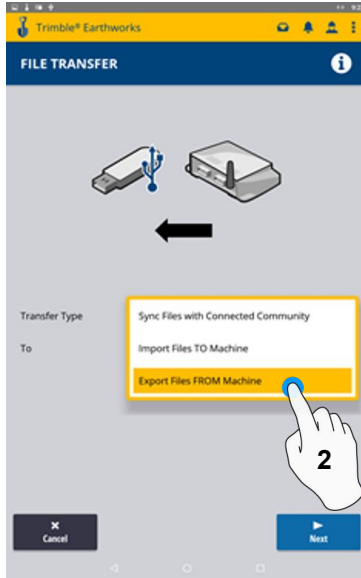 Trimble® Earthworks
FILE TRANSFER
Transfer Type
Sync Files with Connected Community
To
Import Files TO Machine
Export Files FROM Machine
2
Cancel
Next